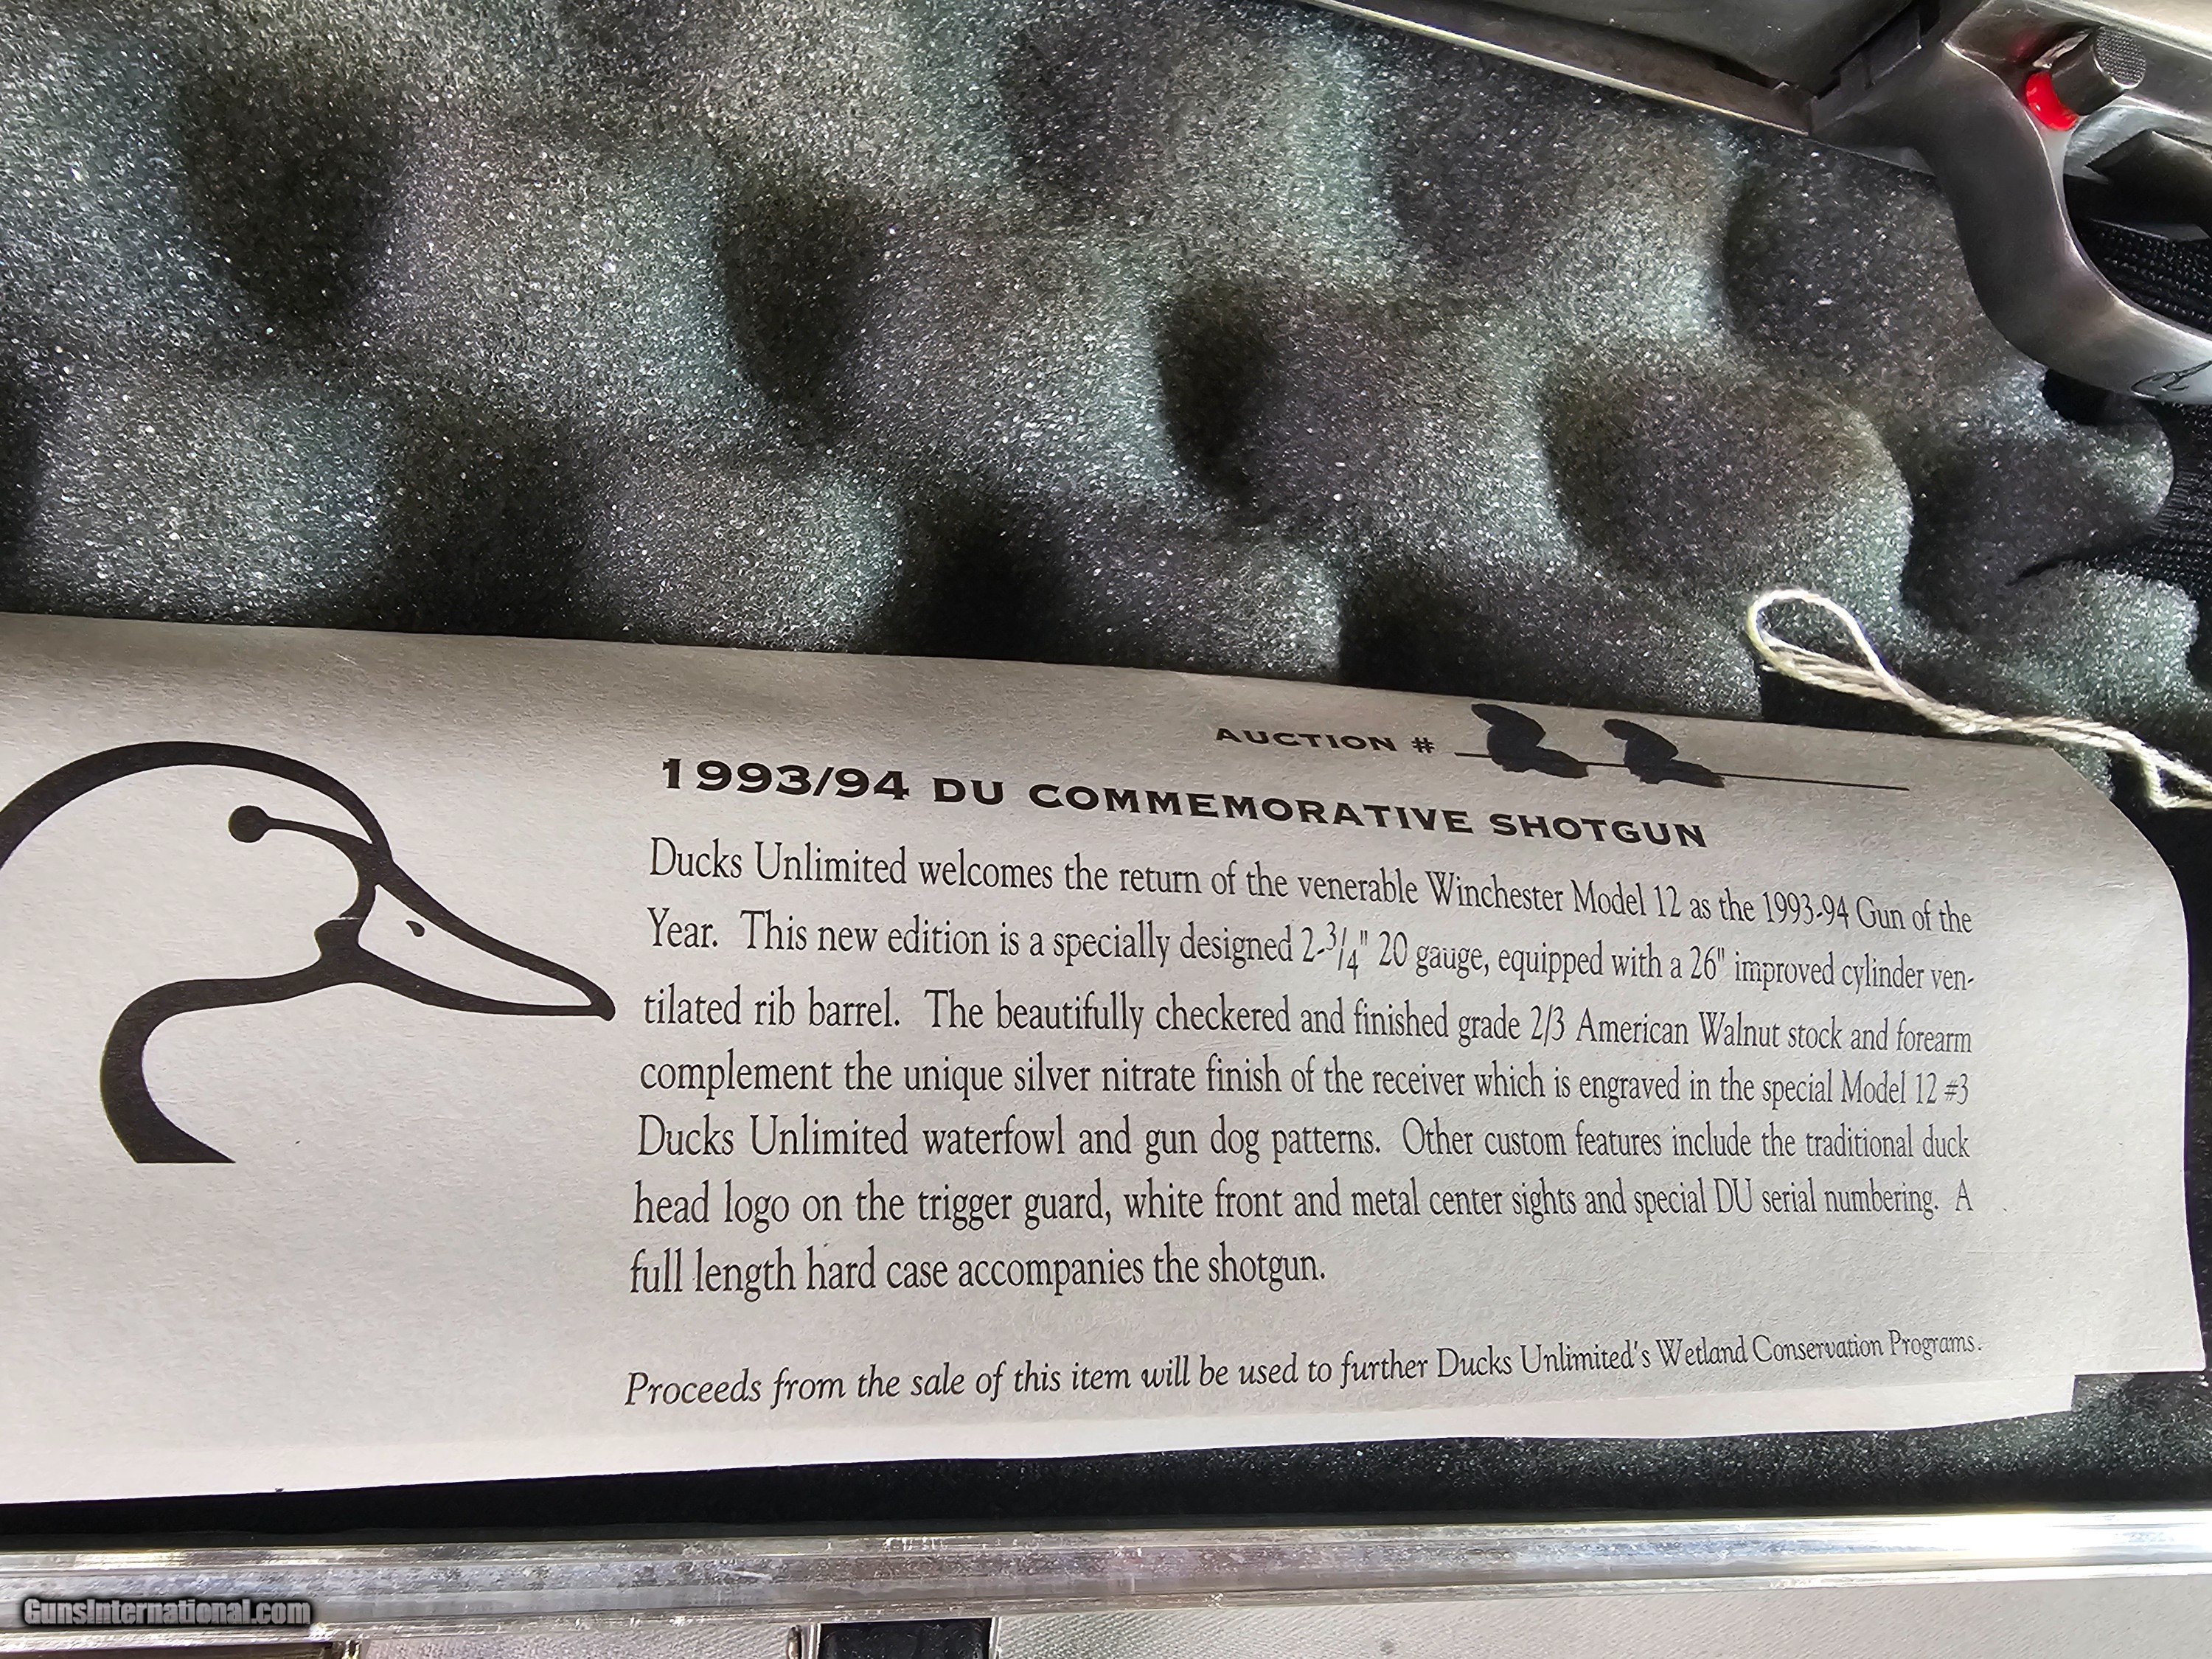 AUCTION # 22
1993/94 DU COMMEMORATIVE SHOTGUN
Ducks Unlimited welcomes the return of the venerable Winchester Model 12 as the 1993-94 Gun of the
Year. This new edition is a specially designed 2-3/4" 20 gauge, equipped with a 26" improved cylinder ven-
tilated rib barrel. The beautifully checkered and finished grade 2/3 American Walnut stock and forearm
complement the unique silver nitrate finish of the receiver which is engraved in the special Model 12 #3
Ducks Unlimited waterfowl and gun dog patterns. Other custom features include the traditional duck
head logo on the trigger guard, white front and metal center sights and special DU serial numbering. A
full length hard case accompanies the shotgun.
Proceeds from the sale of this item will be used to further Ducks Unlimited's Wetland Conservation Programs.
GunsInternational.com